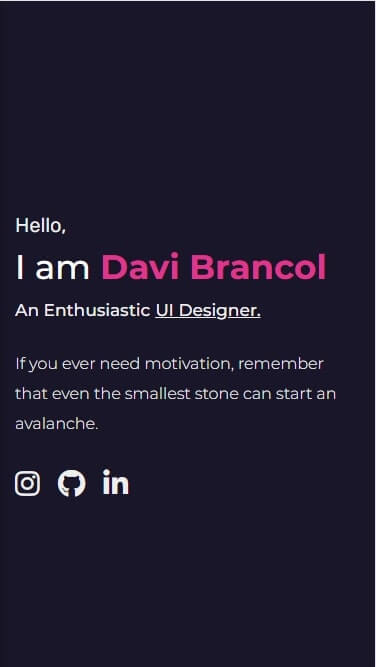 Hello,
I am Davi Brancol
An Enthusiastic UI Designer.
If you ever need motivation, remember
that even the smallest stone can start an
avalanche.